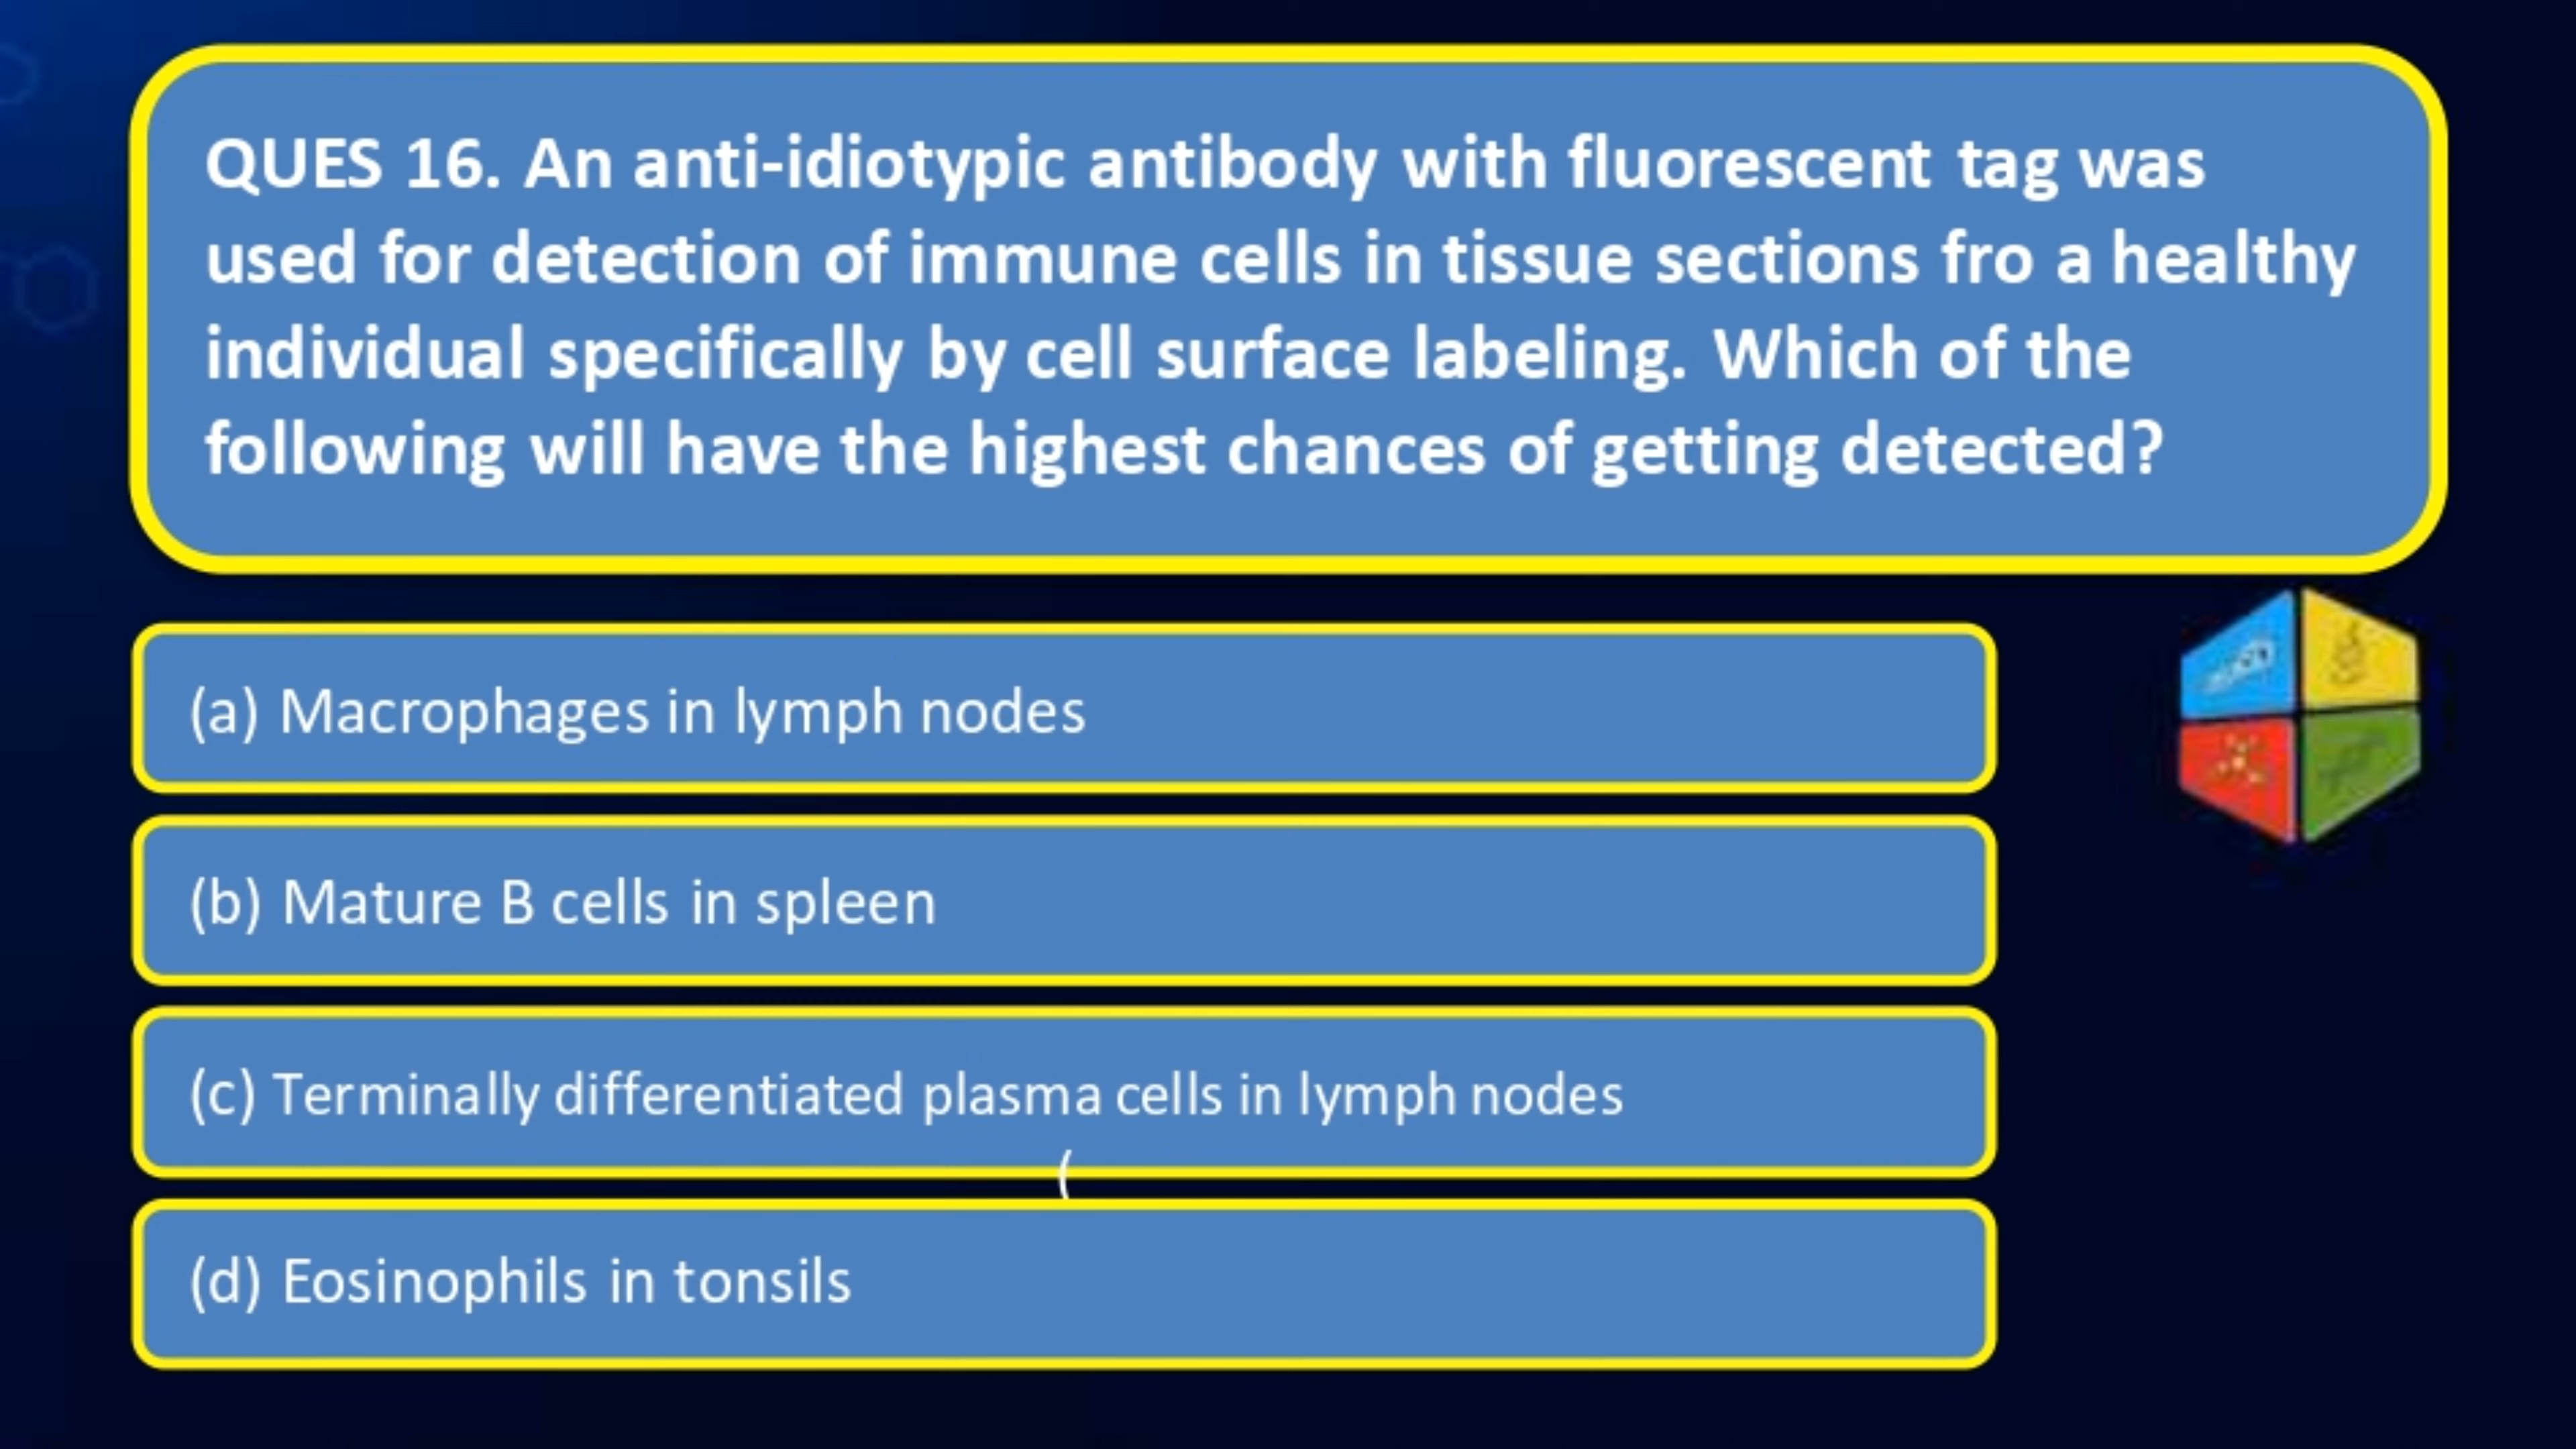 QUES 16. An anti-idiotypic antibody with fluorescent tag was
used for detection of immune cells in tissue sections fro a healthy
individual specifically by cell surface labeling. Which of the
following will have the highest chances of getting detected?
(a) Macrophages in lymph nodes
(b) Mature B cells in spleen
(c) Terminally differentiated plasma cells in lymph nodes
(
(d) Eosinophils in tonsils